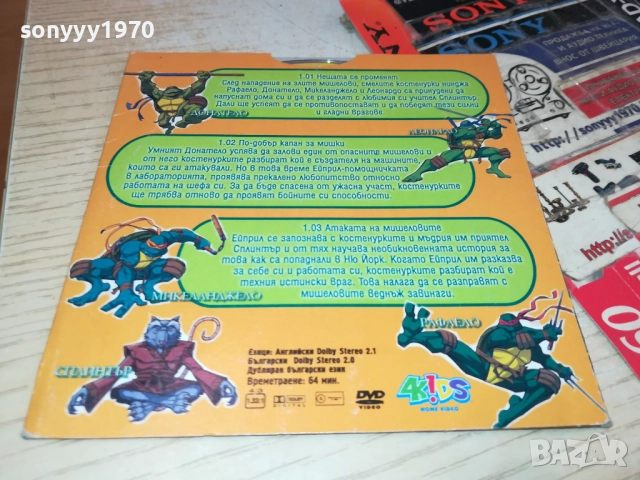 sonyyy1970
1.01 Нещата се променят
След нападение на злите мишелови, смелите костенурки нинджа
Рафаело, Донатело, Микеланджело и Леонардо са принудени да
напуснат дома си и да се разделят с любимия си учител Сплинтър.
Дали ще успеят да се противопоставят и да победят тези силни
и гладни врагове.
ДОНАТЕЛО
ЛЕОНАРДО
1.02 По-добър капан за мишки
Умният Донатело успява да залови един от опасните мишелови и
от него костенурките разбират кой е създателя на машините,
които са ги атакували. Но в това време Ейприл-помощничката
в лабораторията, проявява прекалено любопитство относно
работата на шефа си. За да бъде спасена от ужасна участ, костенурките
ще трябва отново да проявят бойните си способности.
1.03 Атаката на мишеловите
Ейприл се запознава с костенурките и мъдрия им приятел
Сплинтър и от тях научава необикновенната история за
това как са попаднали в Ню Йорк. Когато Ейприл им разказва
за себе си и работата си, костенурките разбират кой е
техния истински враг. Това налага да се разправят с
мишеловите веднъж завинаги.
МИКЕЛАНДЖЕЛО
РАФАЕЛО
СПЛИНТЪР
Езици: Английски Dolby Stereo 2.1
Български Dolby Stereo 2.0
Дублиран български език
Времетраене: 64 мин.
DVD
VIDEO
4KiDS
HOME VIDEO
SONY
SONY
http://
BAZAR
bg